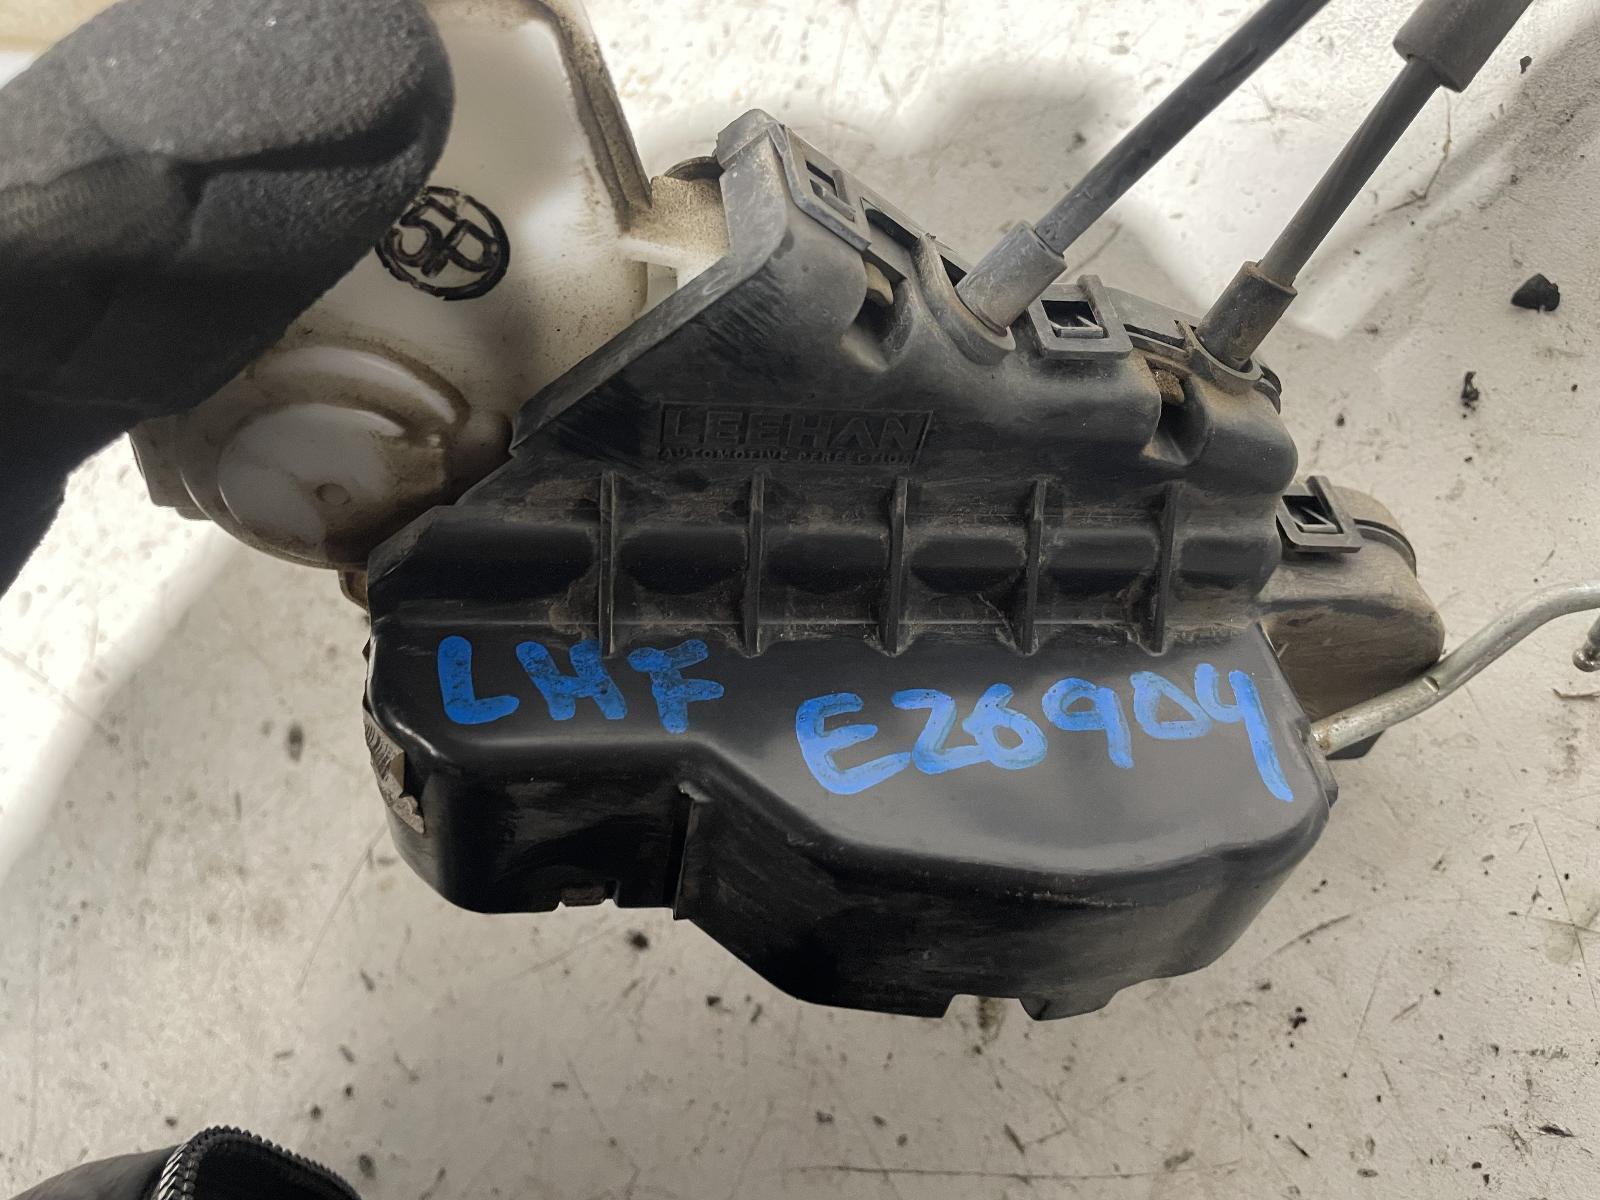 5P
LEEHAN
AUTOMOTIVE PERFECTION
LHF E26904